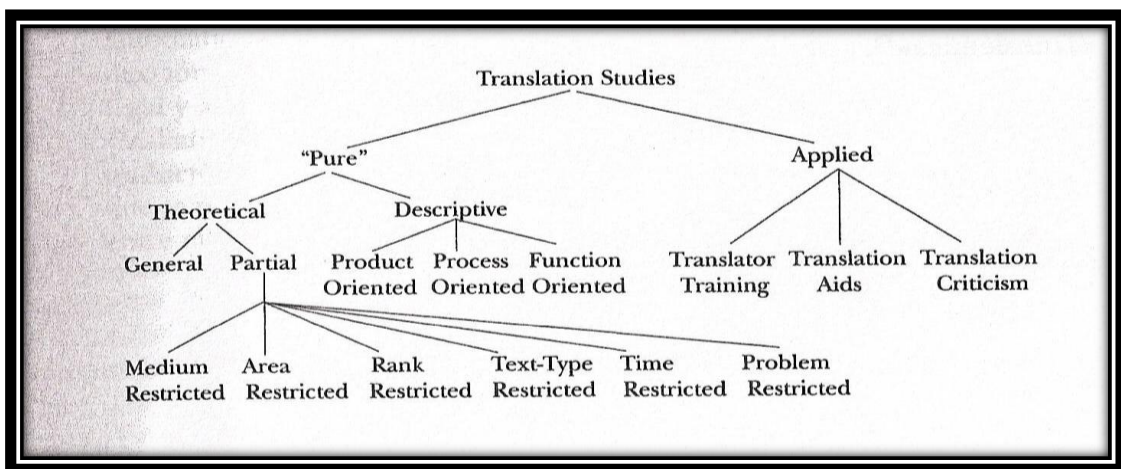 Translation Studies
“Pure”
Applied
Theoretical
Descriptive
General
Partial
Product
Oriented
Process
Oriented
Function
Oriented
Translator
Training
Translation
Aids
Translation
Criticism
Medium
Restricted
Area
Restricted
Rank
Restricted
Text-Type
Restricted
Time
Restricted
Problem
Restricted